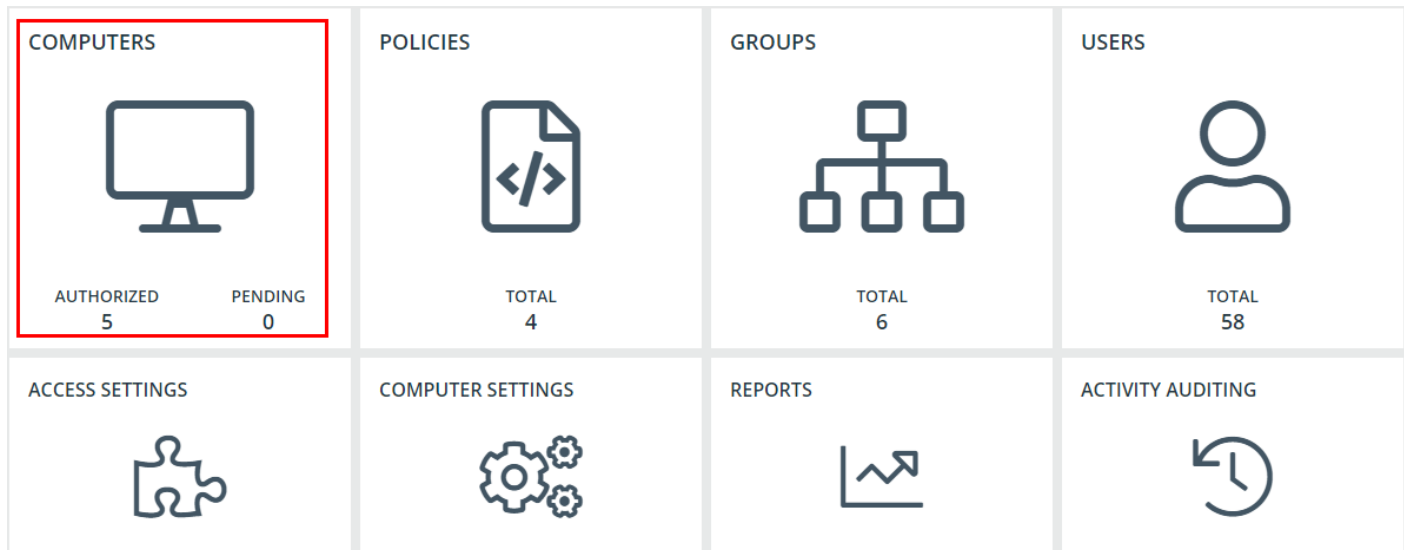 COMPUTERS
POLICIES
GROUPS
USERS
</>
AUTHORIZED
PENDING
5
0
TOTAL
4
TOTAL
6
TOTAL
58
ACCESS SETTINGS
COMPUTER SETTINGS
REPORTS
ACTIVITY AUDITING